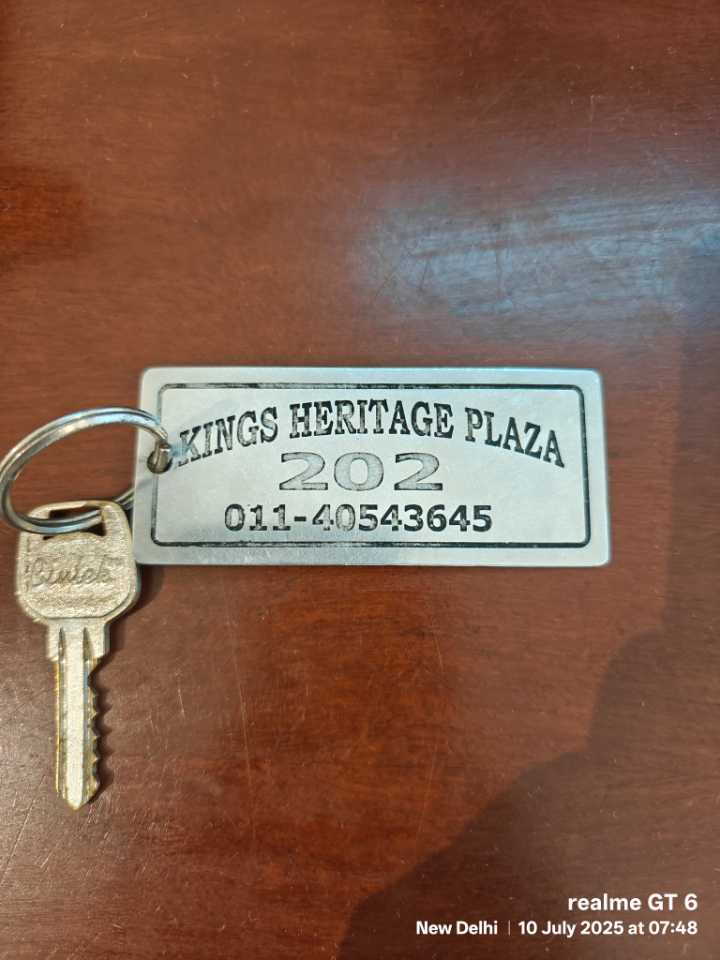 KINGS HERITAGE PLAZA
202
011-40543645
realme GT 6
New Delhi | 10 July 2025 at 07:48